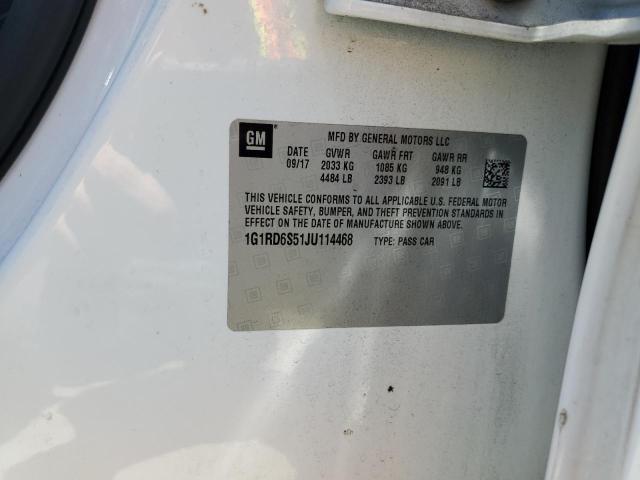 GM
MFD BY GENERAL MOTORS LLC
DATE GVWR GAWR FRT GAWR RR
09/17 2033 KG 1085 KG 948 KG
4484 LB 2393 LB 2091 LB
THIS VEHICLE CONFORMS TO ALL APPLICABLE U.S. FEDERAL MOTOR
VEHICLE SAFETY, BUMPER, AND THEFT PREVENTION STANDARDS IN
EFFECT ON THE DATE OF MANUFACTURE SHOWN ABOVE.
1G1RD6S51JU114468 TYPE: PASS CAR